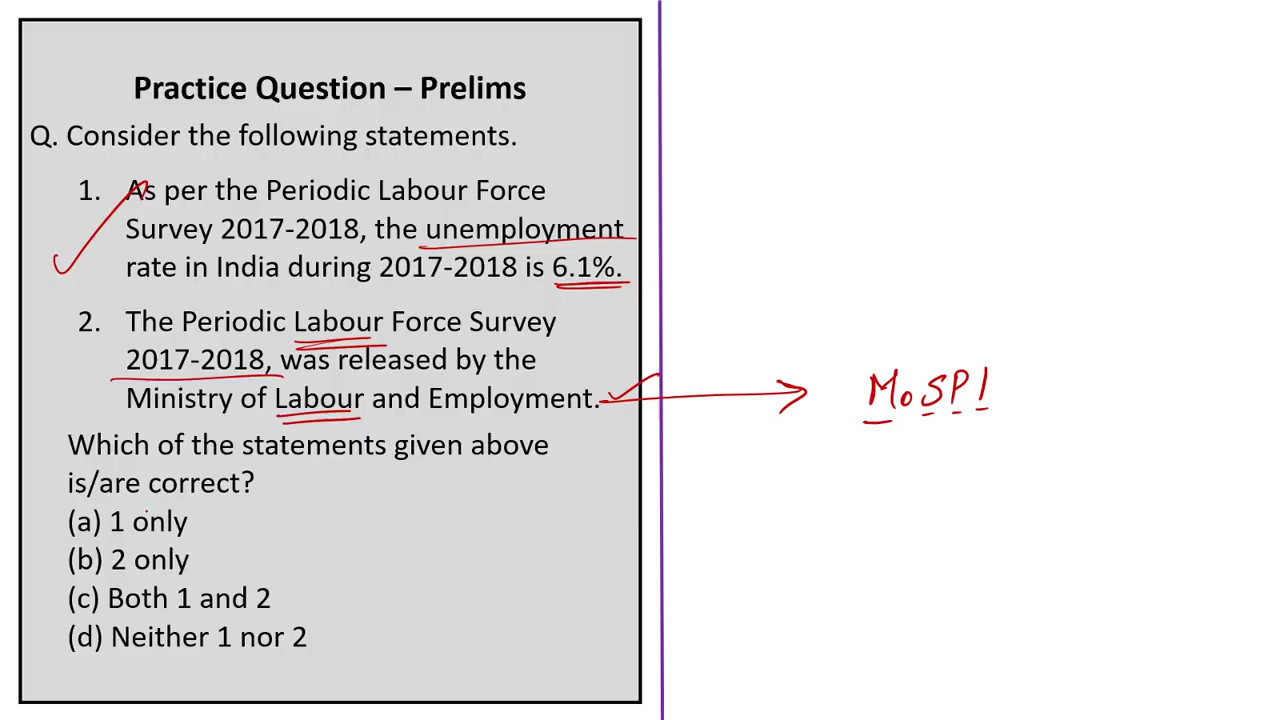 Practice Question – Prelims
Q. Consider the following statements.
1. As per the Periodic Labour Force
Survey 2017-2018, the unemployment
rate in India during 2017-2018 is 6.1%.
2. The Periodic Labour Force Survey
2017-2018, was released by the
Ministry of Labour and Employment.
MoSPI
Which of the statements given above
is/are correct?
(a) 1 only
(b) 2 only
(c) Both 1 and 2
(d) Neither 1 nor 2